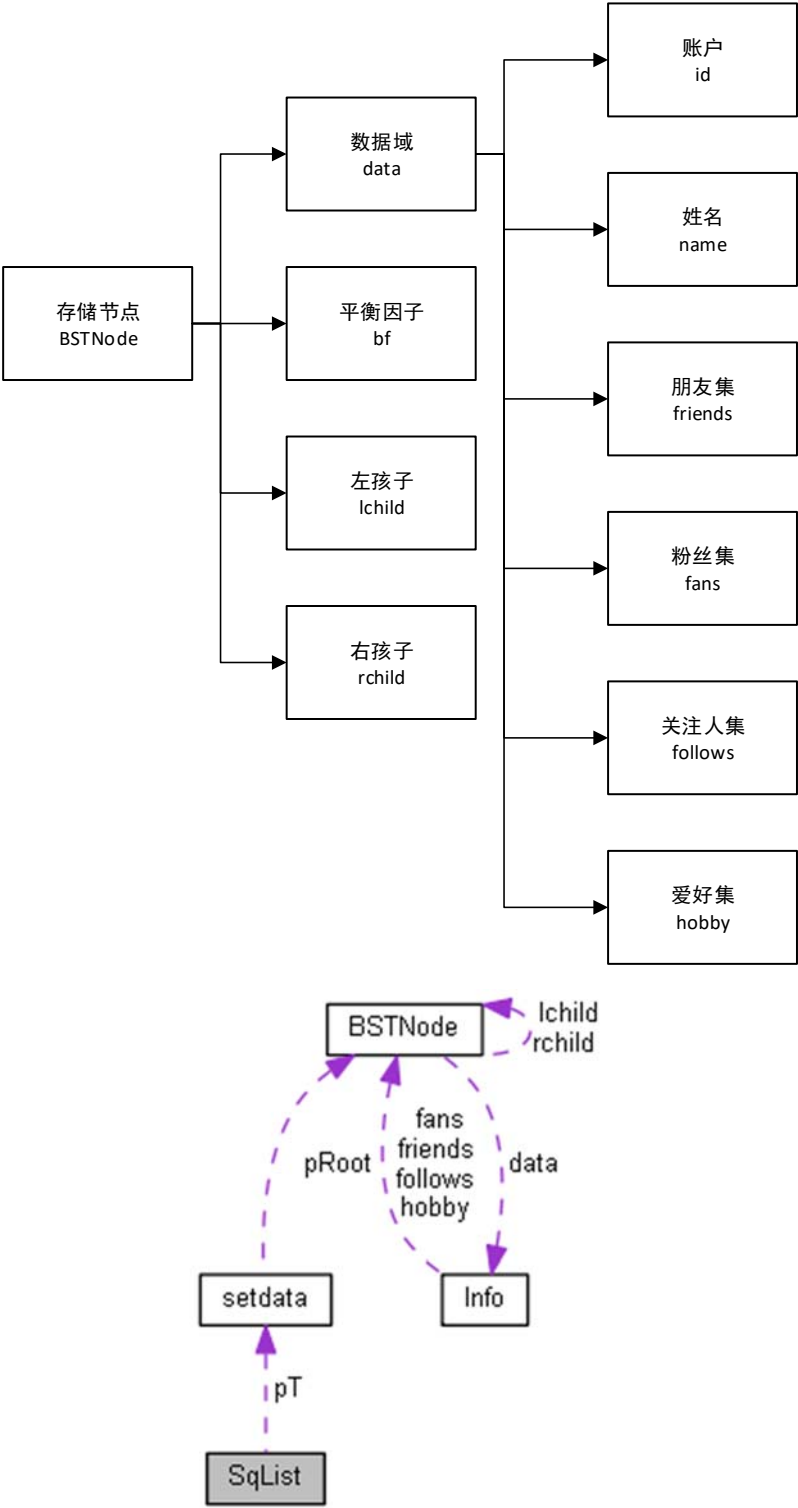 账户
id
数据域
data
姓名
name
存储节点
BSTNode
平衡因子
bf
朋友集
friends
左孩子
lchild
粉丝集
fans
右孩子
rchild
关注人集
follows
爱好集
hobby
BSTNode
lchild
rchild
fans
friends
follows
hobby
pRoot
data
setdata
Info
pT
SqList